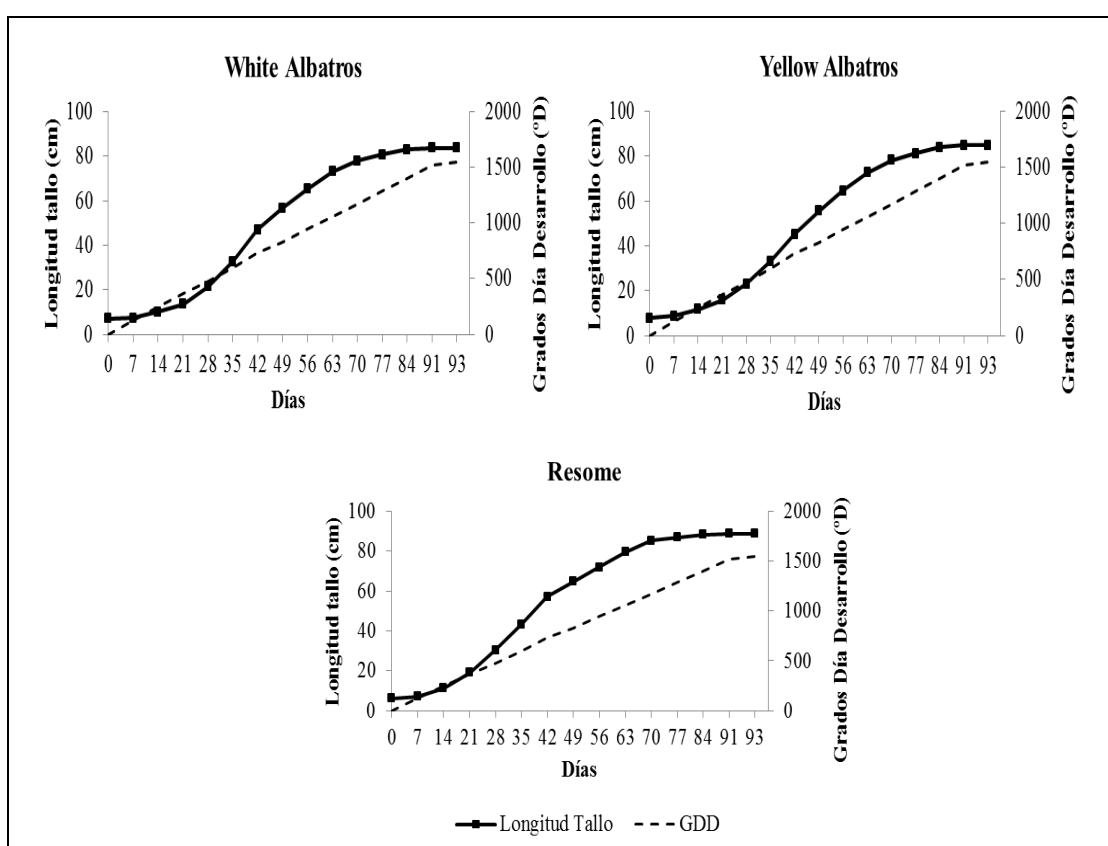 White Albatros
Longitud tallo (cm)
100
80
60
40
20
0
2000
1500
1000
500
0
Grados Día Desarrollo (ºD)
0 7 14 21 28 35 42 49 56 63 70 77 84 91 93
Días
Yellow Albatros
Longitud tallo (cm)
100
80
60
40
20
0
2000
1500
1000
500
0
Grados Día Desarrollo (ºD)
0 7 14 21 28 35 42 49 56 63 70 77 84 91 93
Días
Resome
Longitud tallo (cm)
100
80
60
40
20
0
2000
1500
1000
500
0
Grados Día Desarrollo (ºD)
0 7 14 21 28 35 42 49 56 63 70 77 84 91 93
Días
Longitud Tallo
GDD